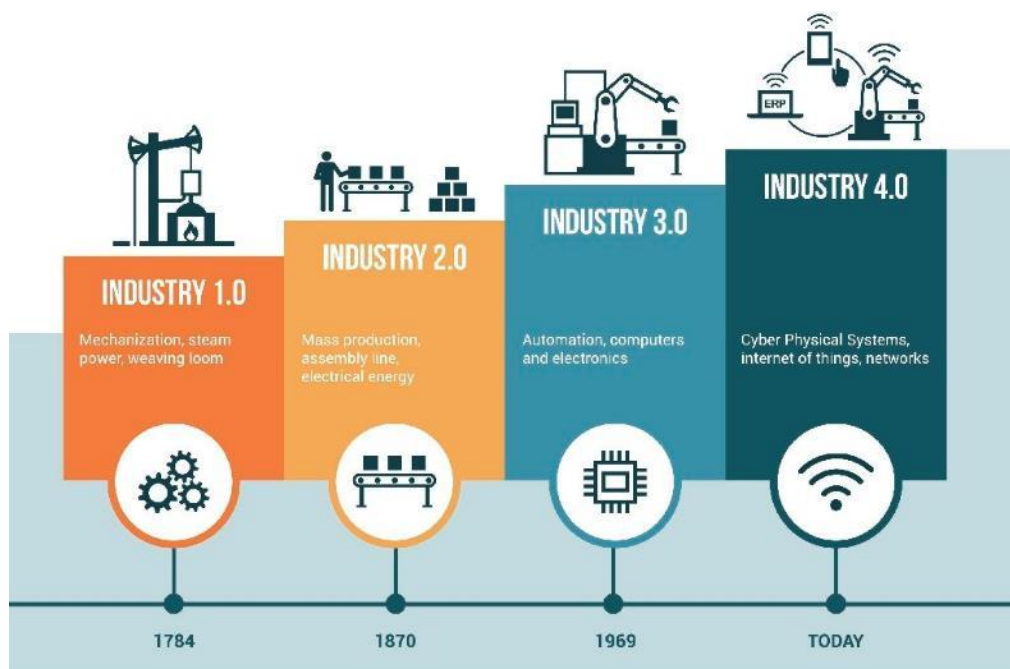 ERP
INDUSTRY 1.0
Mechanization, steam
power, weaving loom
INDUSTRY 2.0
Mass production,
assembly line,
electrical energy
INDUSTRY 3.0
Automation, computers
and electronics
INDUSTRY 4.0
Cyber Physical Systems,
internet of things, networks
1784
1870
1969
TODAY